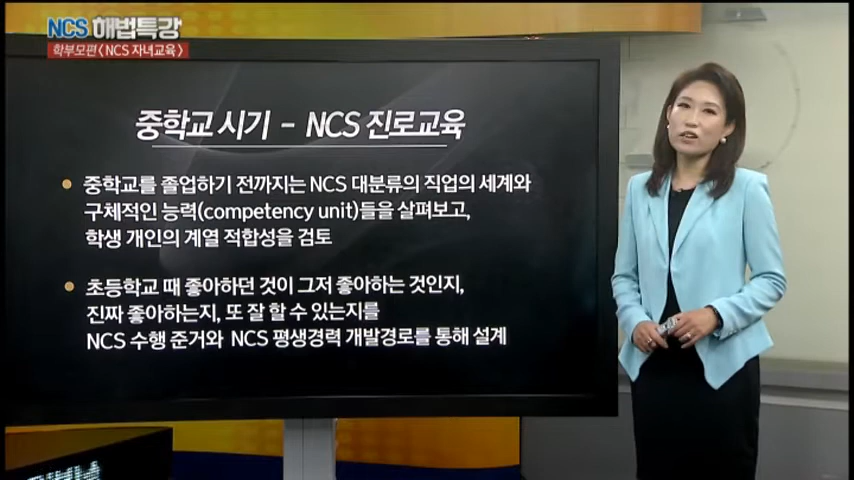 NCS 해법특강
학부모편 < NCS 자녀교육 >
중학교 시기 - NCS 진로교육
• 중학교를 졸업하기 전까지는 NCS 대분류의 직업의 세계와
구체적인 능력(competency unit)들을 살펴보고,
학생 개인의 계열 적합성을 검토
• 초등학교 때 좋아하던 것이 그저 좋아하는 것인지,
진짜 좋아하는지, 또 잘 할 수 있는지를
NCS 수행 준거와 NCS 평생경력 개발경로를 통해 설계